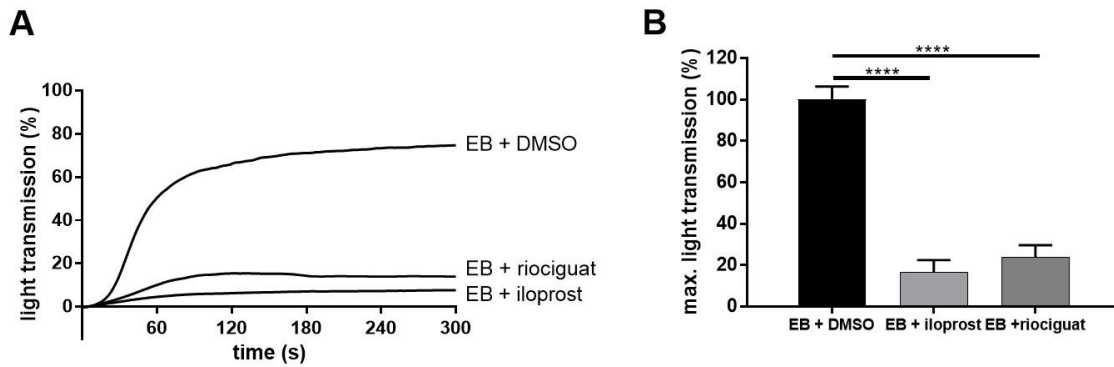 A
light transmission (%)
100
80
60
40
20
0
60
120
180
240
300
time (s)
EB + DMSO
EB + riociguat
EB + iloprost
B
max. light transmission (%)
120
100
80
60
40
20
0
****
****
EB + DMSO
EB + iloprost
EB +riociguat